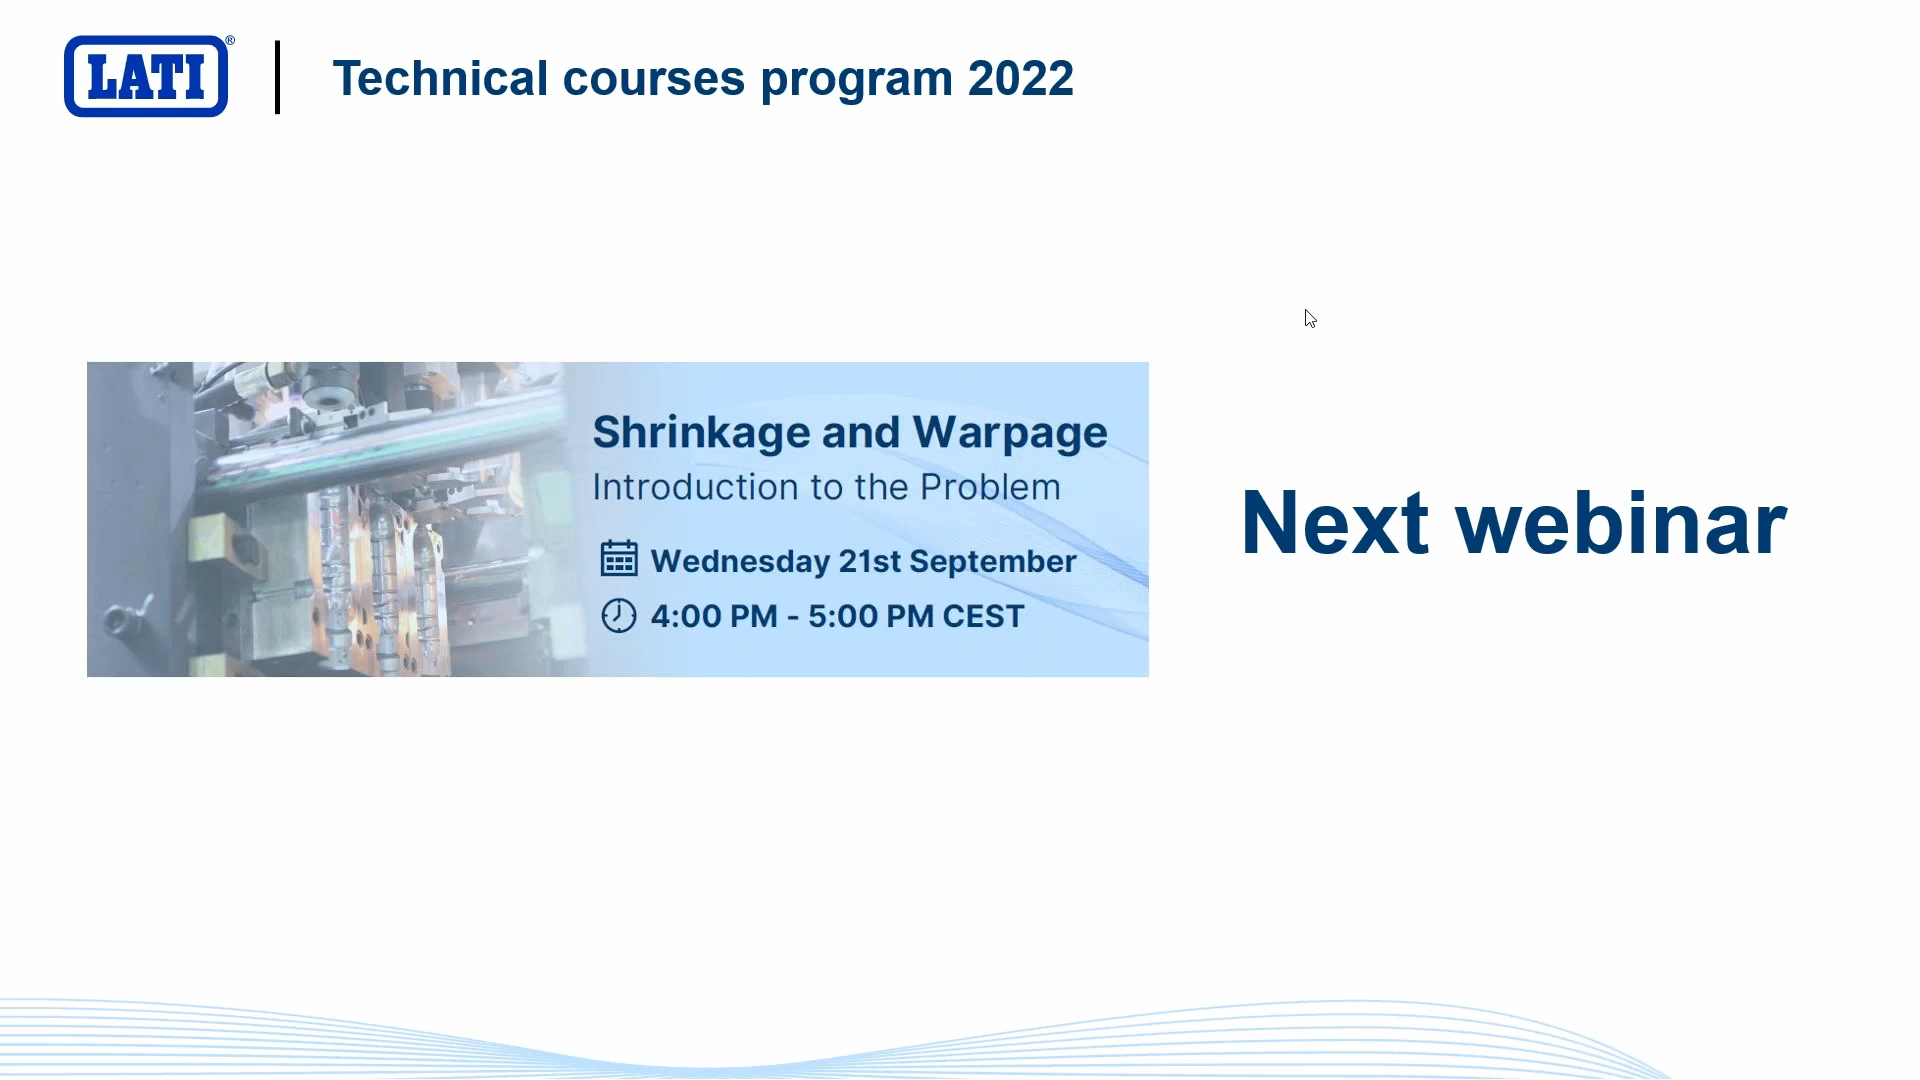 LATI®
Technical courses program 2022
Shrinkage and Warpage
Introduction to the Problem
Wednesday 21st September
4:00 PM - 5:00 PM CEST
Next webinar